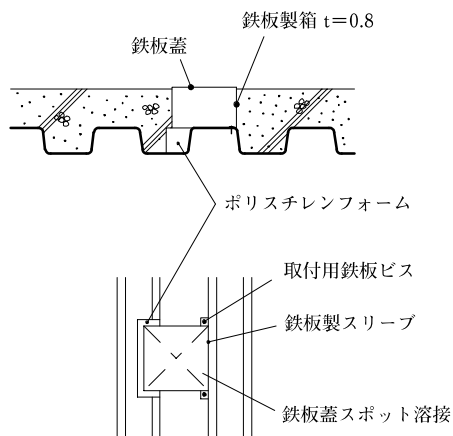 鉄板製箱 t=0.8
鉄板蓋
ポリスチレンフォーム
取付用鉄板ビス
鉄板製スリーブ
鉄板蓋スポット溶接